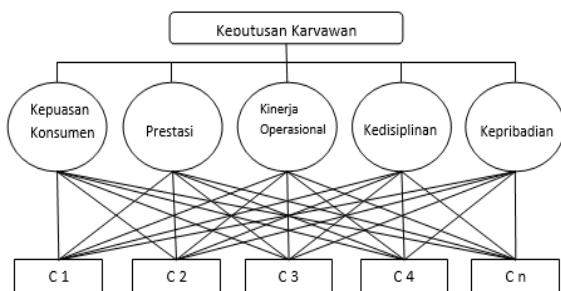 Keputusan Karyawan
Kepuasan
Konsumen
Prestasi
Kinerja
Operasional
Kedisiplinan
Kepribadian
C 1
C 2
C 3
C 4
C n